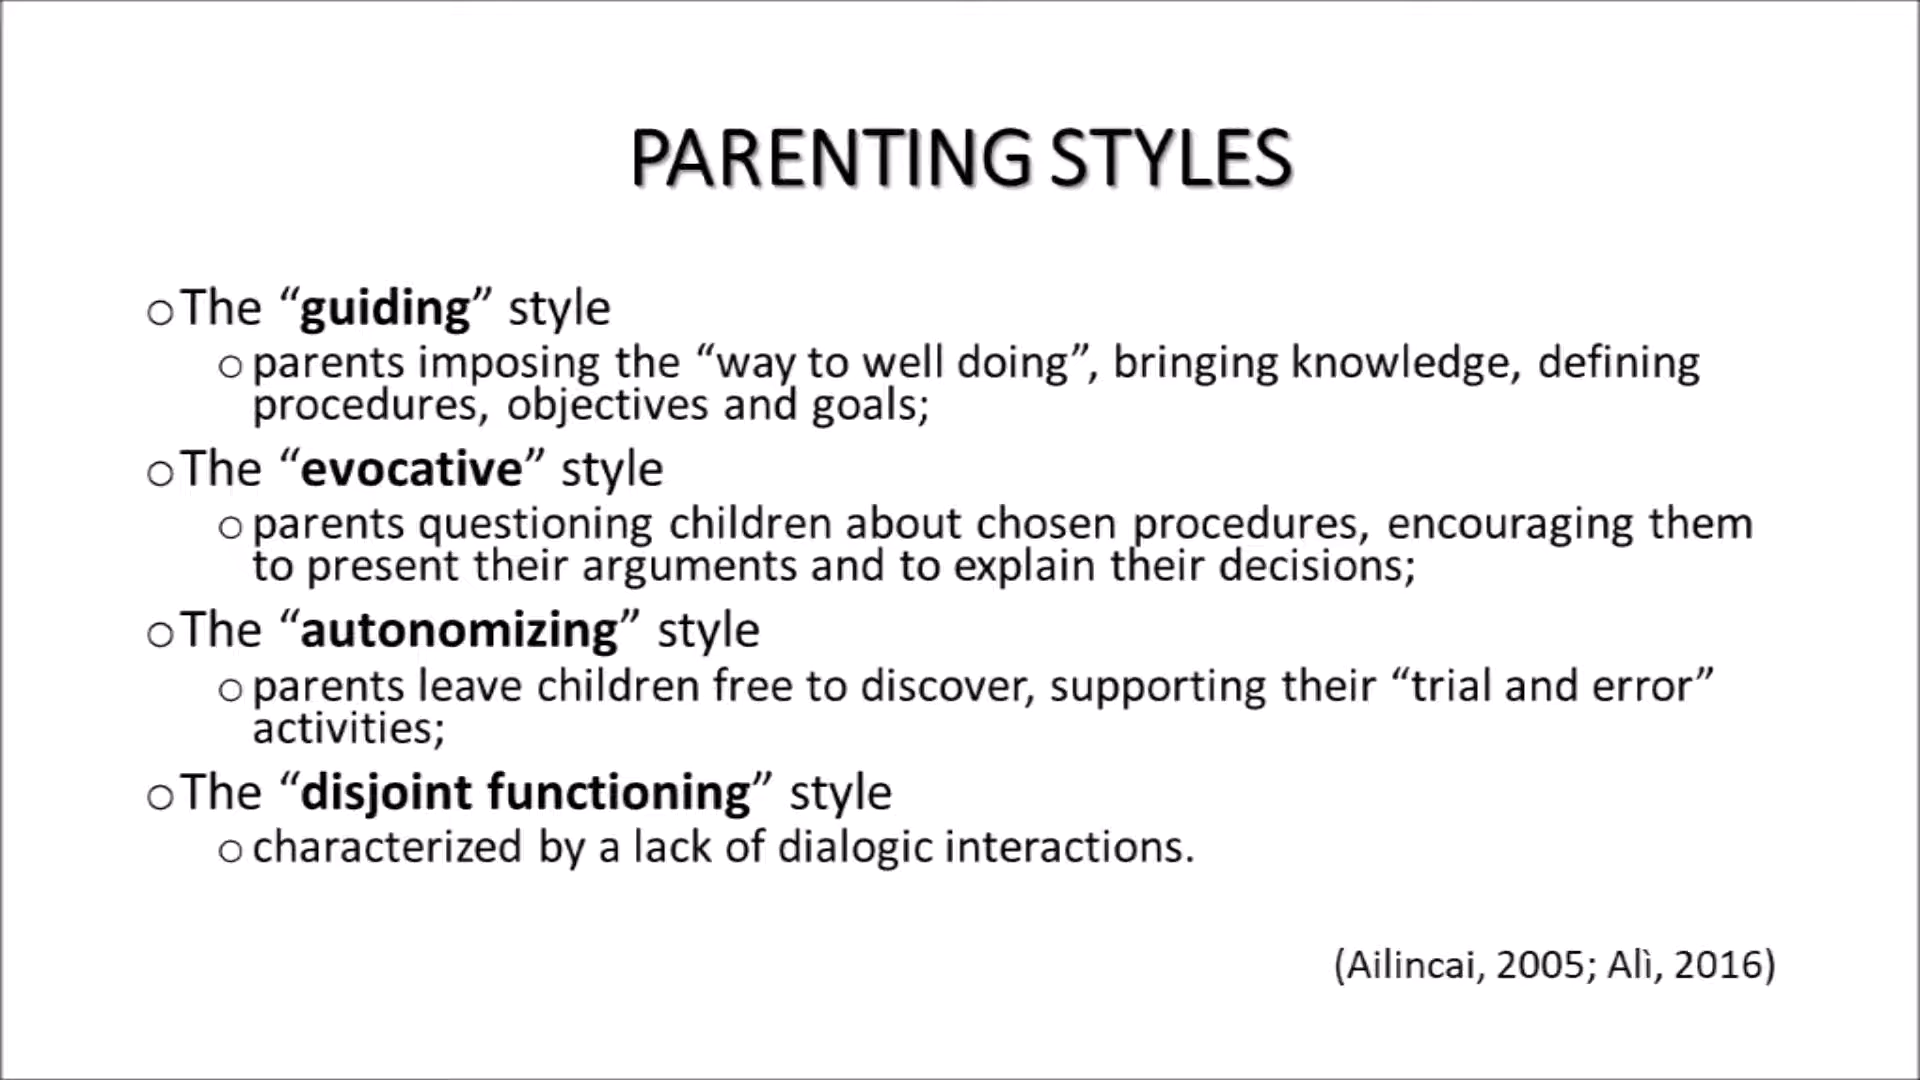 PARENTING STYLES
○The “guiding” style
○parents imposing the “way to well doing”, bringing knowledge, defining
procedures, objectives and goals;
○The “evocative” style
○parents questioning children about chosen procedures, encouraging them
to present their arguments and to explain their decisions;
○The “autonomizing” style
○parents leave children free to discover, supporting their “trial and error”
activities;
○The “disjoint functioning” style
○characterized by a lack of dialogic interactions.
(Ailincai, 2005; Alì, 2016)